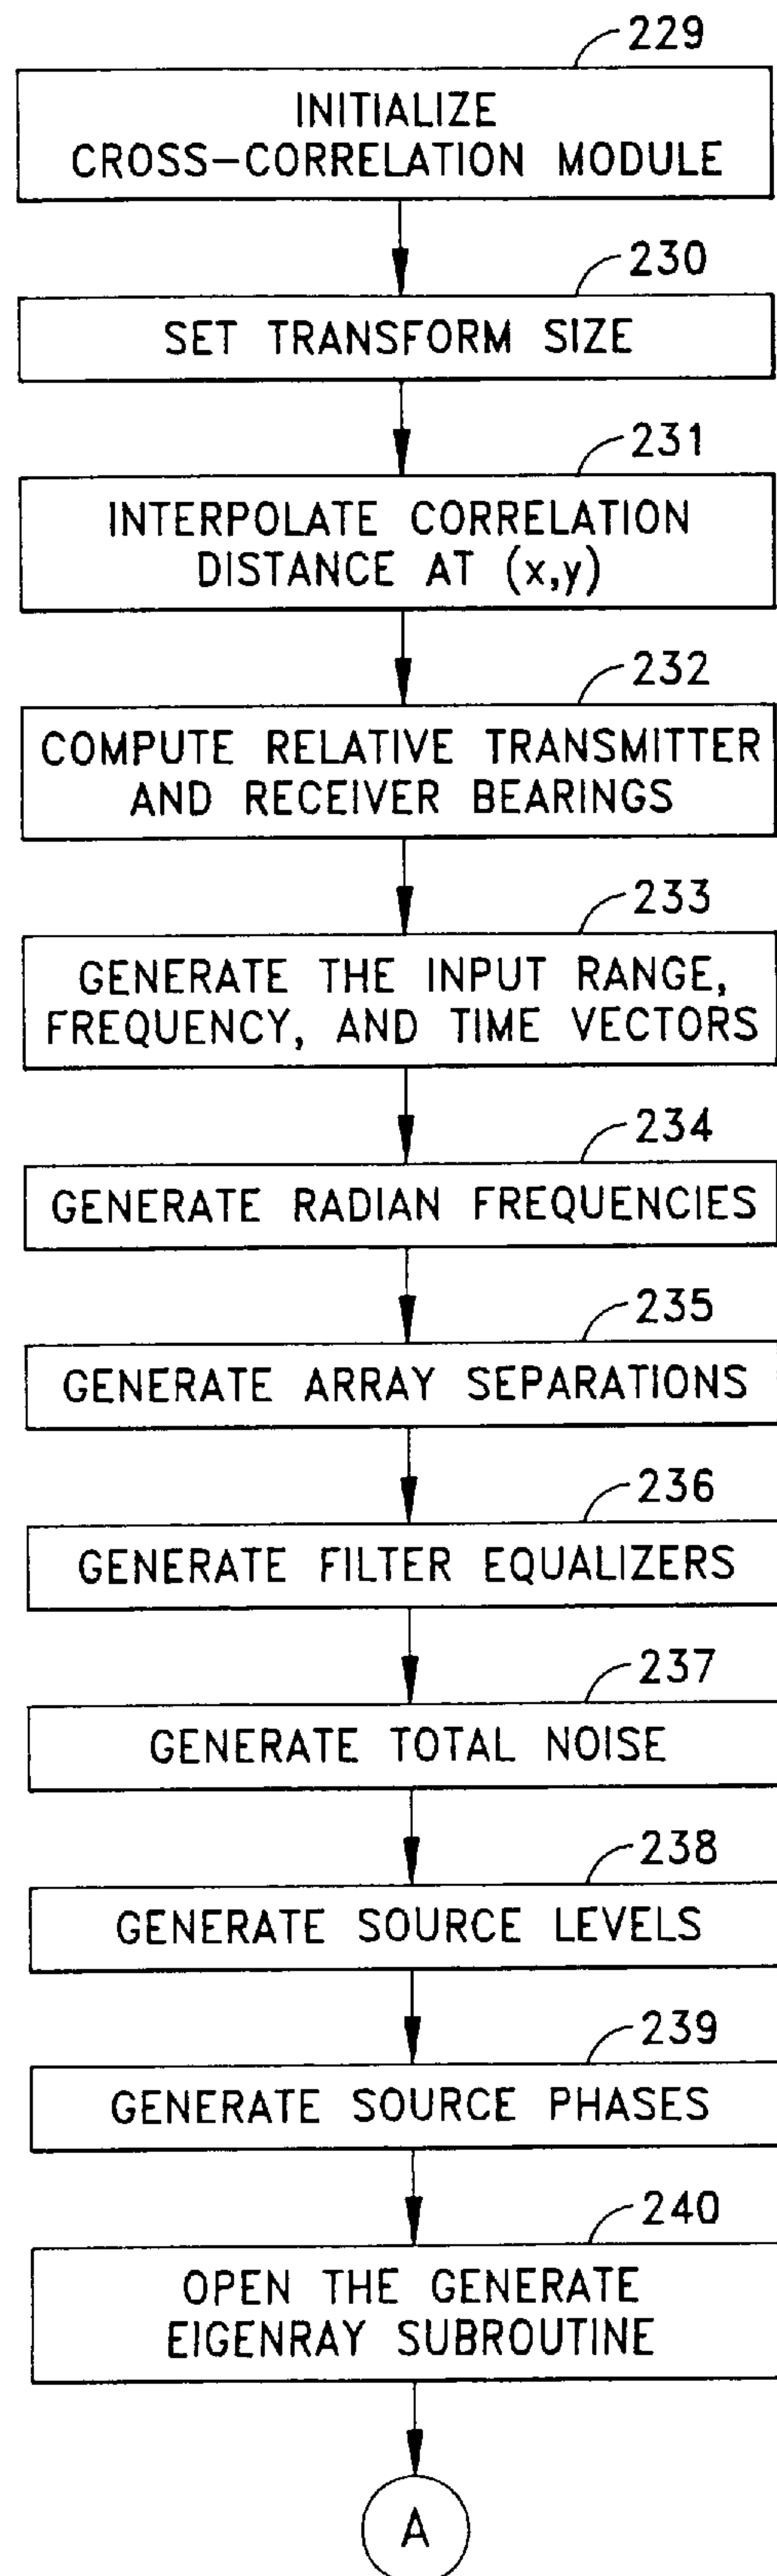 229
INITIALIZE
CROSS-CORRELATION MODULE
230
SET TRANSFORM SIZE
231
INTERPOLATE CORRELATION
DISTANCE AT (x,y)
232
COMPUTE RELATIVE TRANSMITTER
AND RECEIVER BEARINGS
233
GENERATE THE INPUT RANGE,
FREQUENCY, AND TIME VECTORS
234
GENERATE RADIAN FREQUENCIES
235
GENERATE ARRAY SEPARATIONS
236
GENERATE FILTER EQUALIZERS
237
GENERATE TOTAL NOISE
238
GENERATE SOURCE LEVELS
239
GENERATE SOURCE PHASES
240
OPEN THE GENERATE
EIGENRAY SUBROUTINE
A